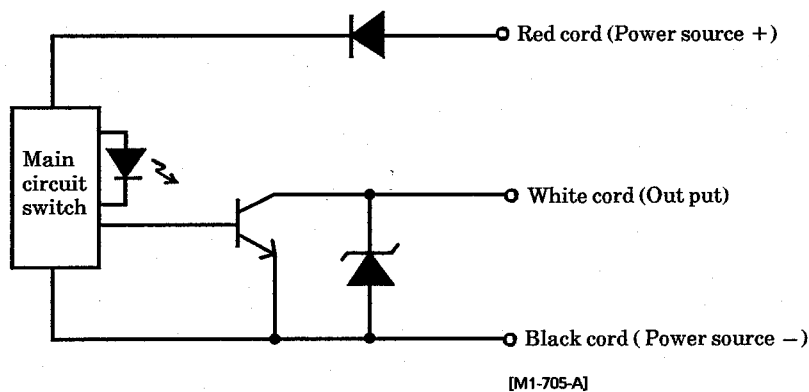 Red cord (Power source +)
Main
circuit
switch
White cord (Out put)
Black cord ( Power source −)
[M1-705-A]